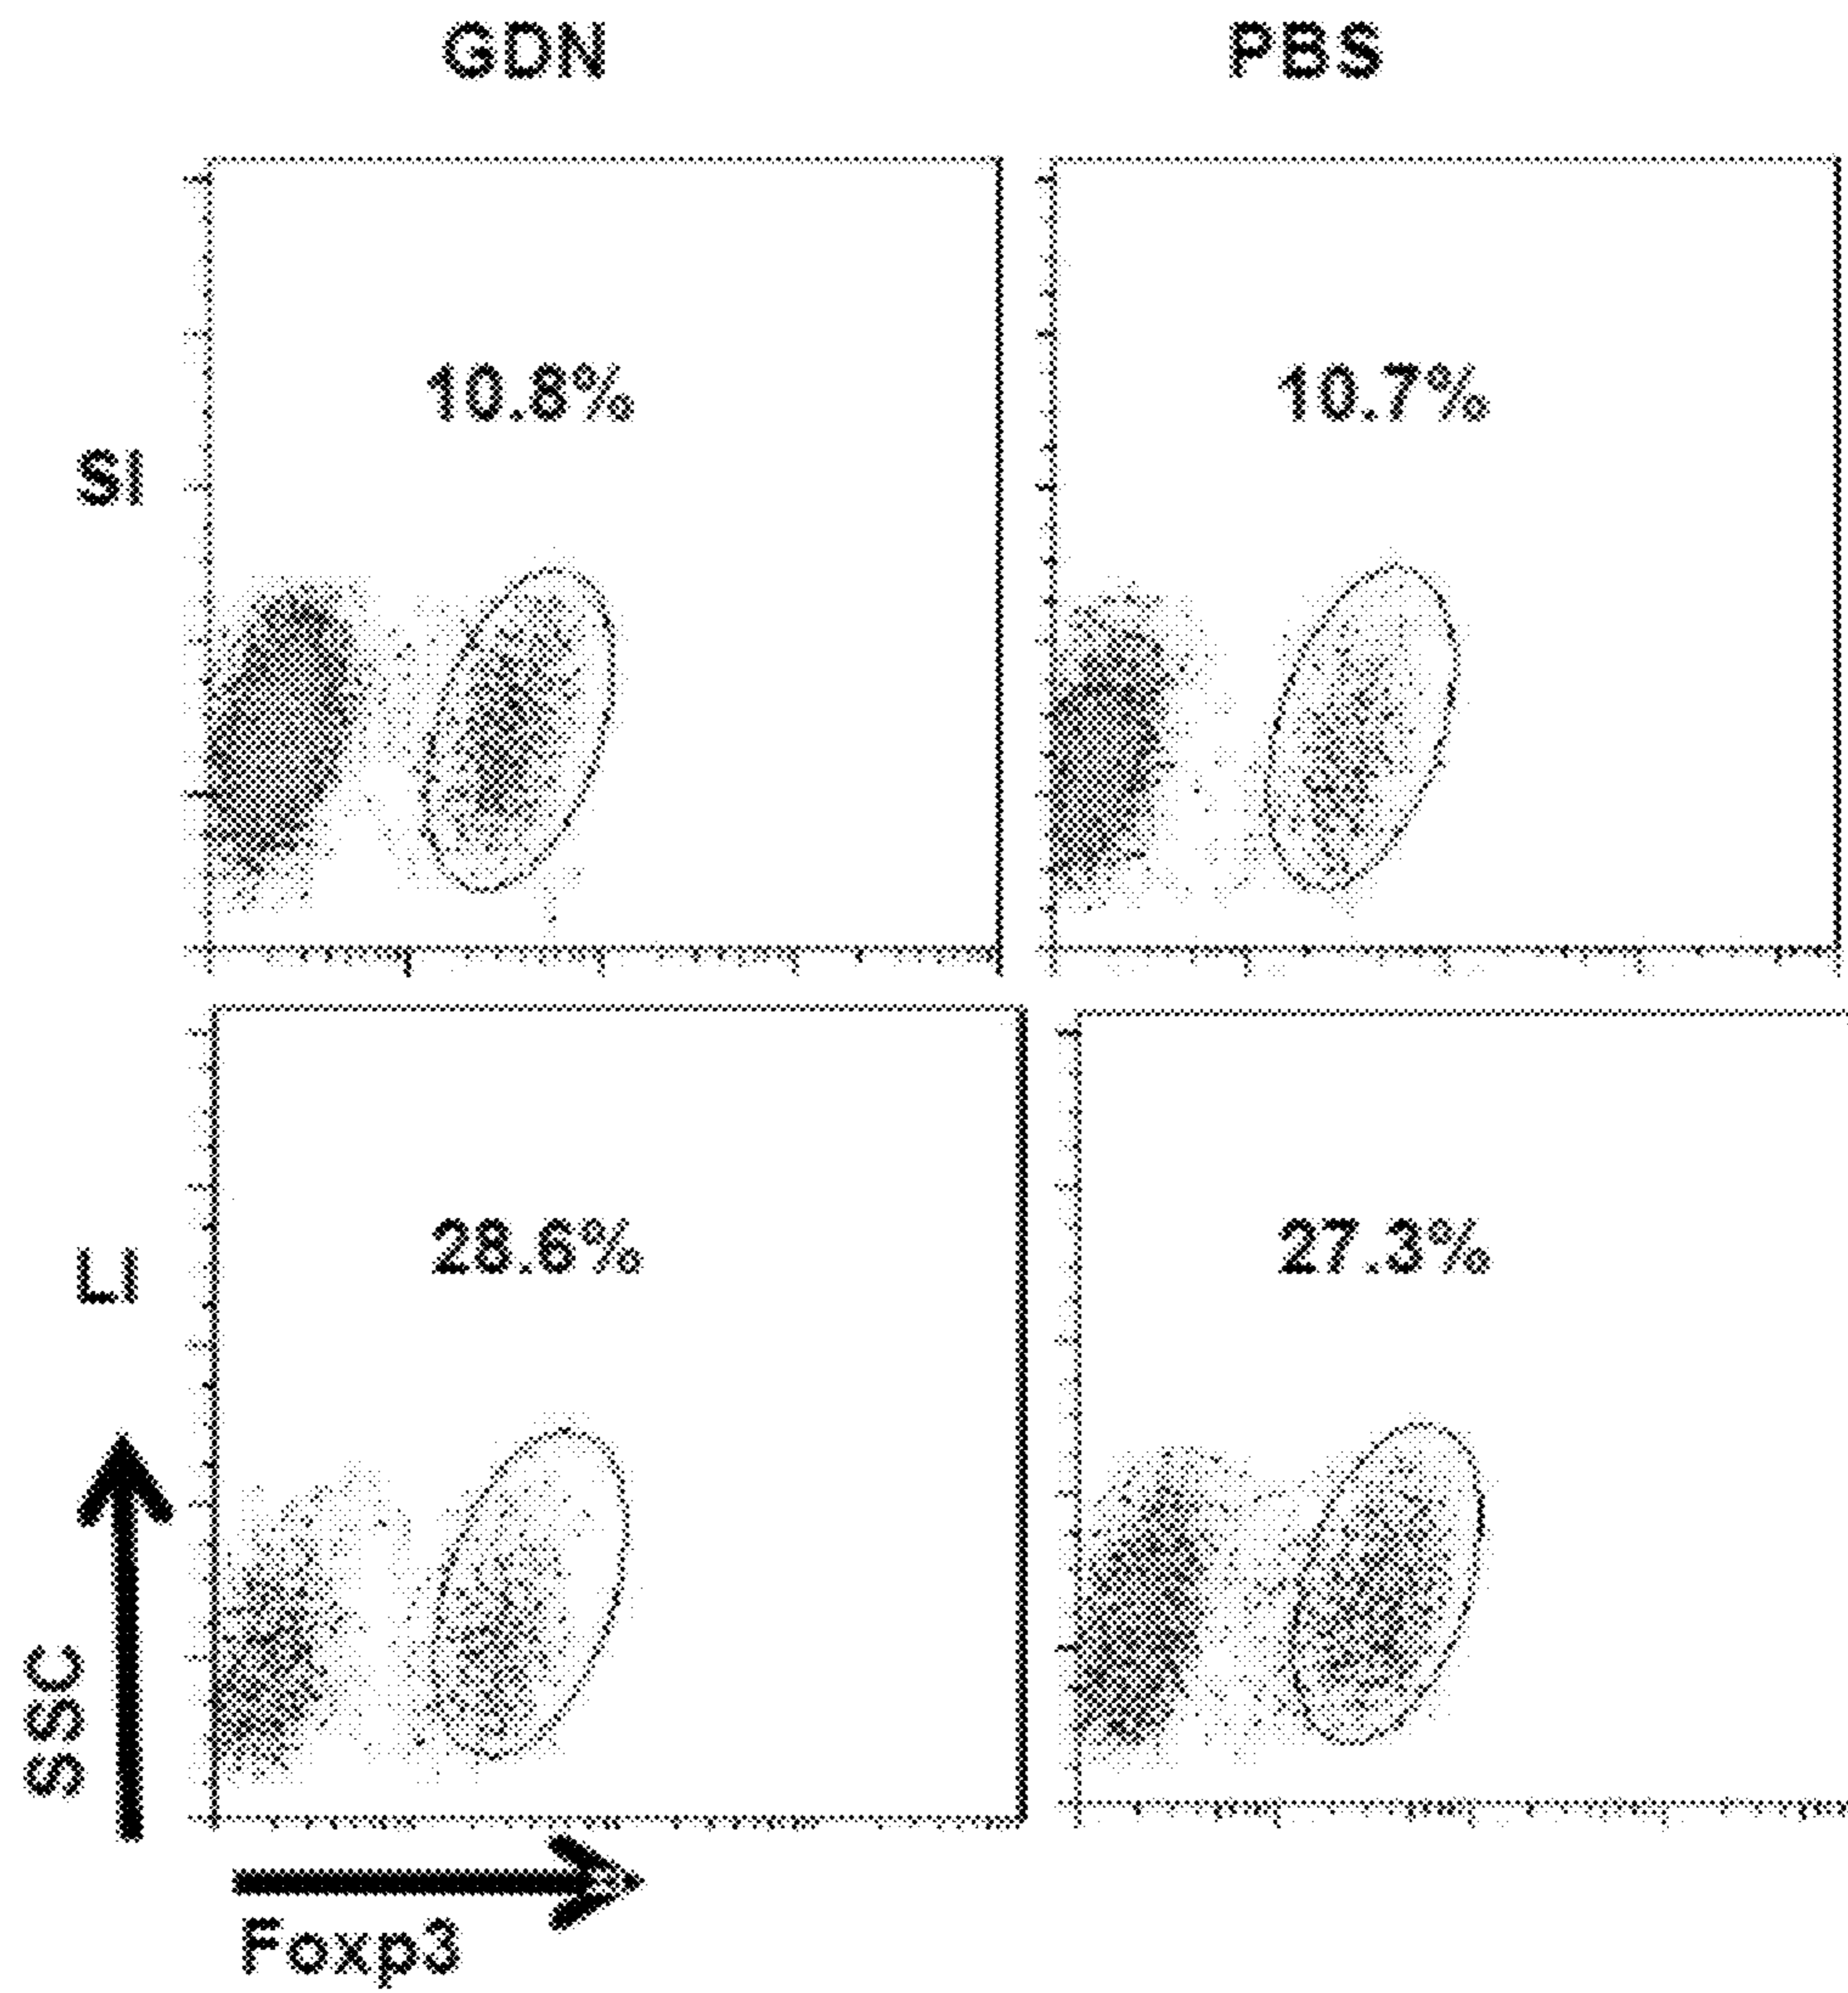 GDN PBS
10.8% 10.7%
SI
28.6% 27.3%
LI
SSC
Foxp3